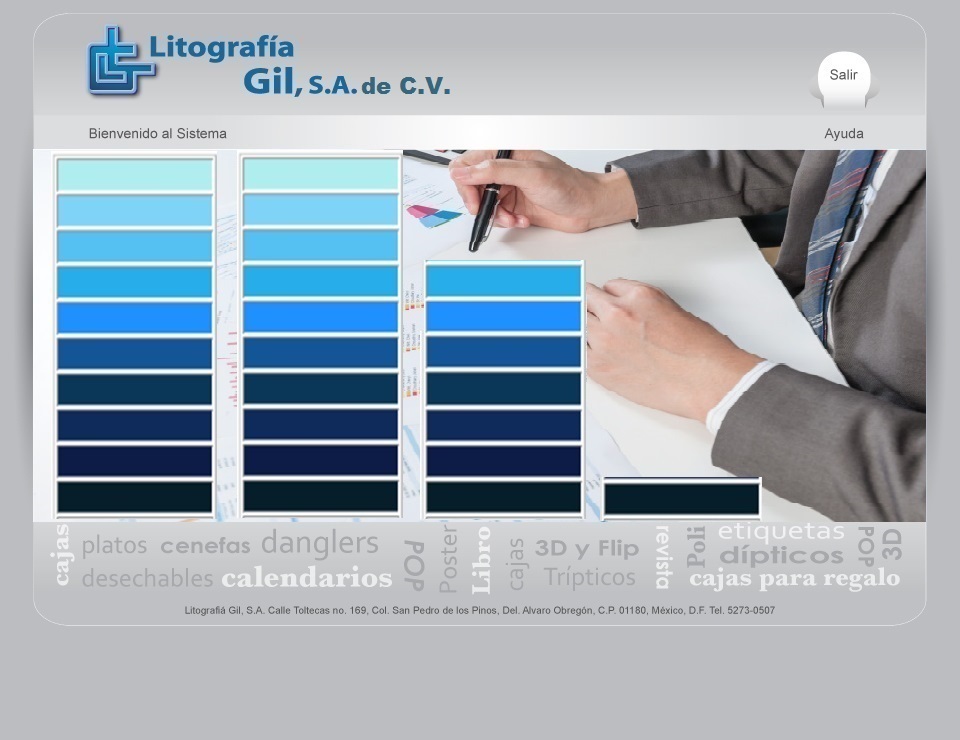 Litografía
Gil, S.A. de C.V.
Salir
Bienvenido al Sistema
Ayuda
cajas
platos
cenefas
danglers
desechables
calendarios
POP
Poster
Libro
cajas
3D y Flip
Trípticos
revista
Poli
etiquetas
dípticos
POP
3D
cajas para regalo
Litografiá Gil, S.A. Calle Toltecas no. 169, Col. San Pedro de los Pinos, Del. Alvaro Obregón, C.P. 01180, México, D.F. Tel. 5273-0507